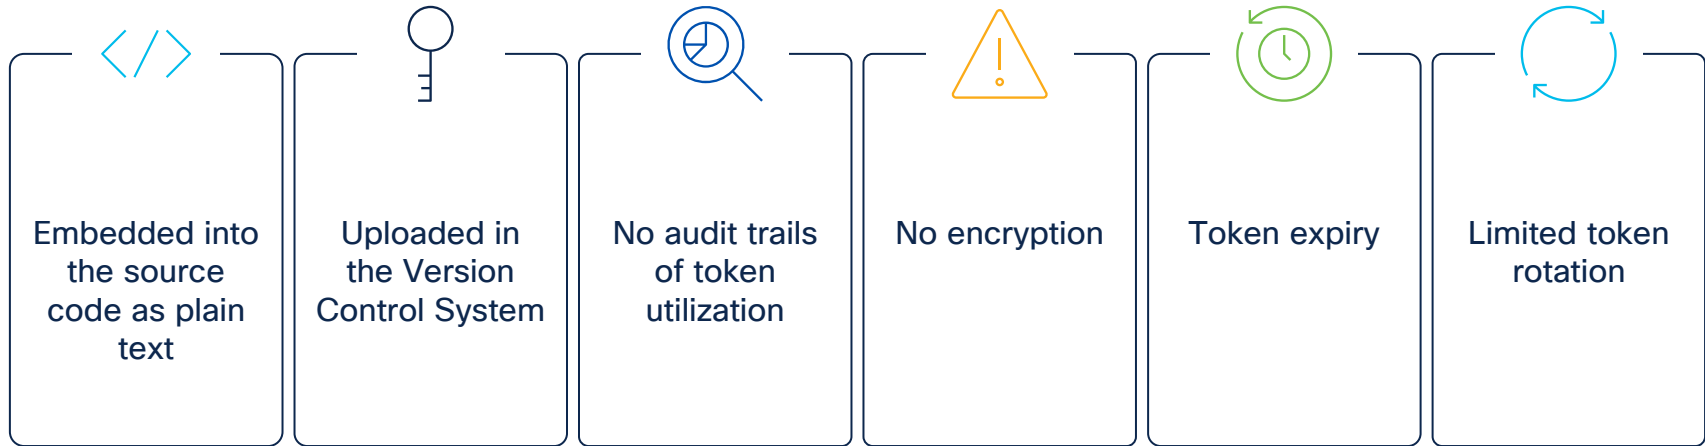 Embedded into
the source
code as plain
text
Uploaded in
the Version
Control System
No audit trails
of token
utilization
No encryption
Token expiry
Limited token
rotation